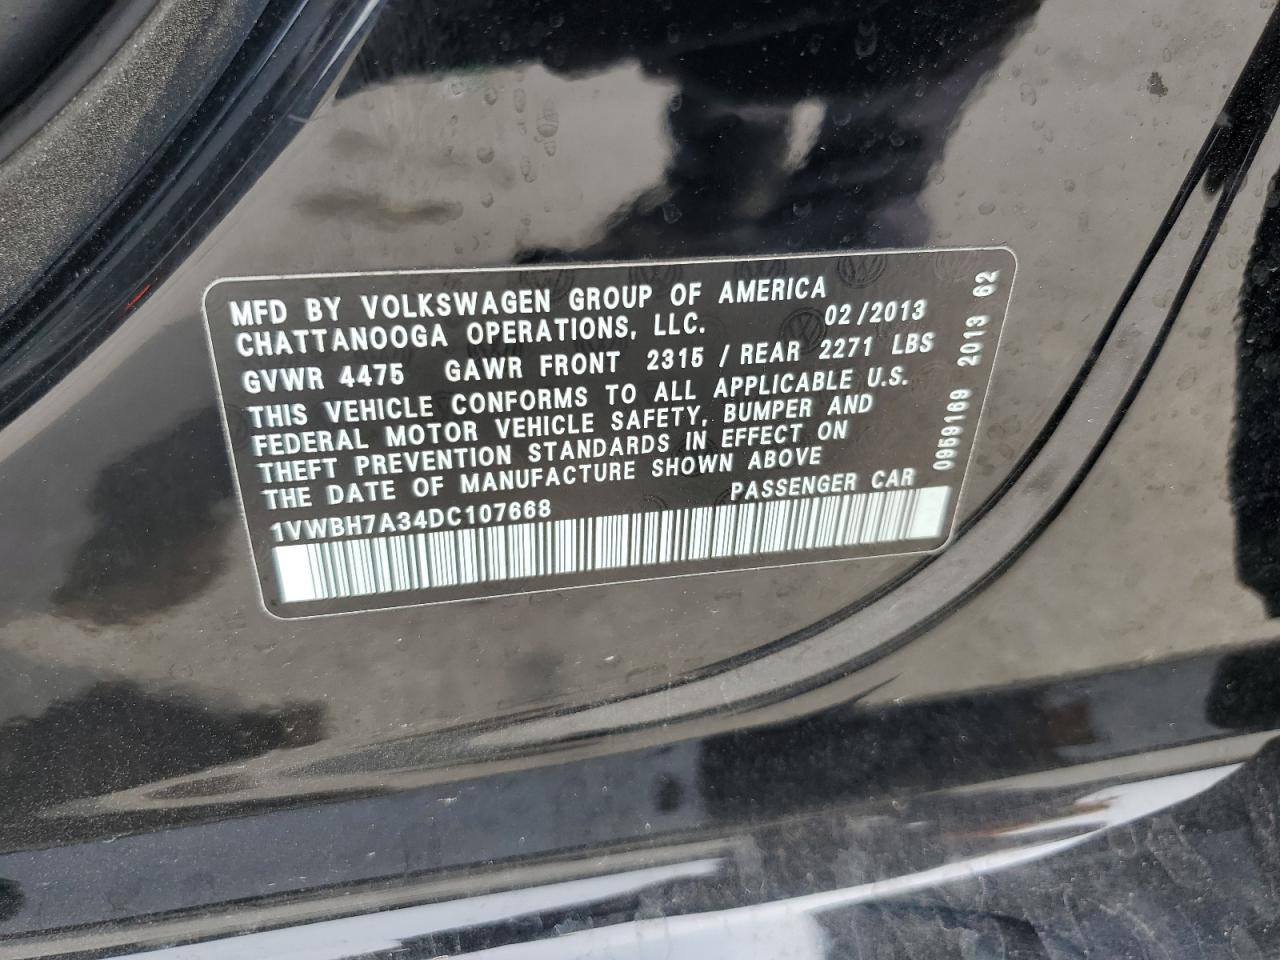 MFD BY VOLKSWAGEN GROUP OF AMERICA
CHATTANOOGA OPERATIONS, LLC. 02/2013
GVWR 4475 GAWR FRONT 2315 / REAR 2271 LBS
THIS VEHICLE CONFORMS TO ALL APPLICABLE U.S.
FEDERAL MOTOR VEHICLE SAFETY, BUMPER AND
THEFT PREVENTION STANDARDS IN EFFECT ON
THE DATE OF MANUFACTURE SHOWN ABOVE
PASSENGER CAR
1VWBH7A34DC107668
0959169 2013 62